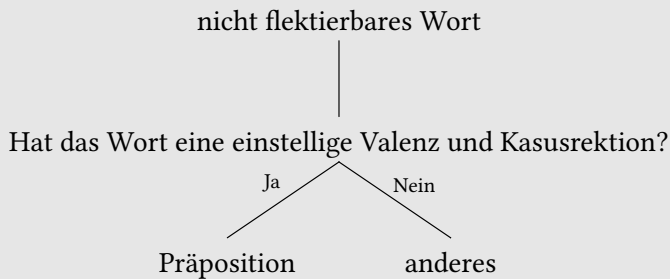 nicht flektierbares Wort
Hat das Wort eine einstellige Valenz und Kasusrektion?
Ja Nein
Präposition anderes